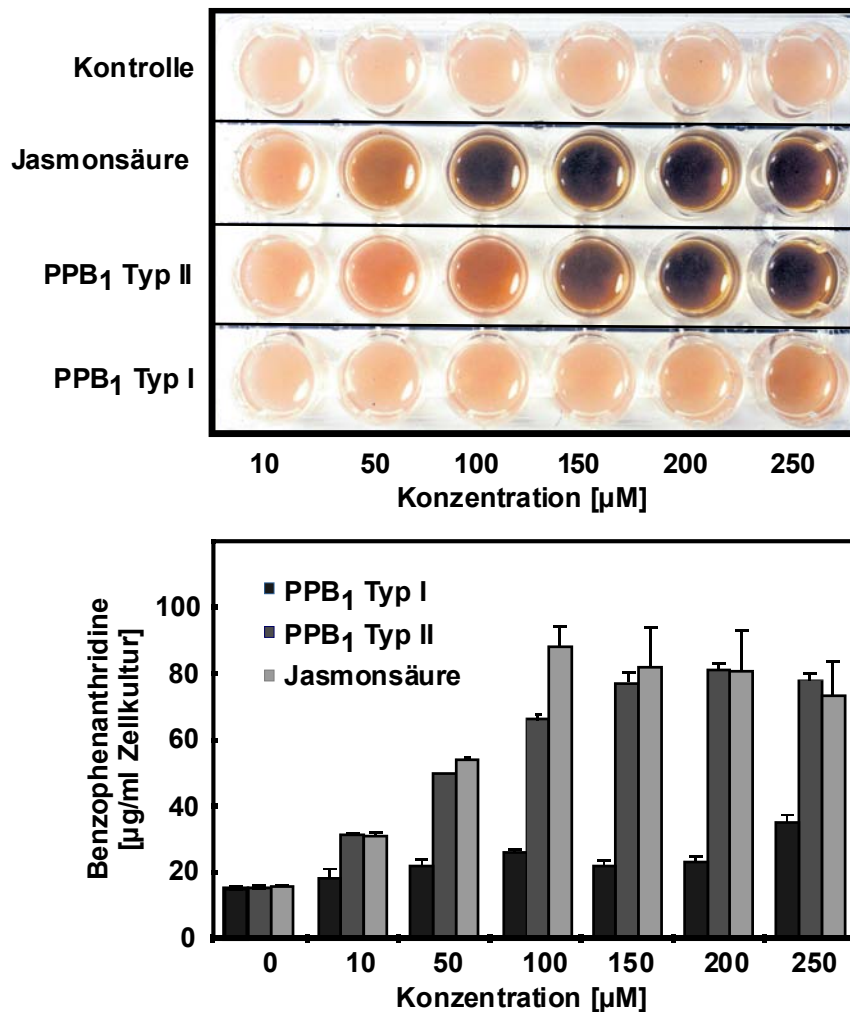 Kontrolle
Jasmonsäure
PPB1 Typ II
PPB1 Typ I
10 50 100 150 200 250
Konzentration [µM]
Benzophenanthridine
[µg/ml Zellkultur]
100
80
60
40
20
0
PPB1 Typ I
PPB1 Typ II
Jasmonsäure
0 10 50 100 150 200 250
Konzentration [µM]